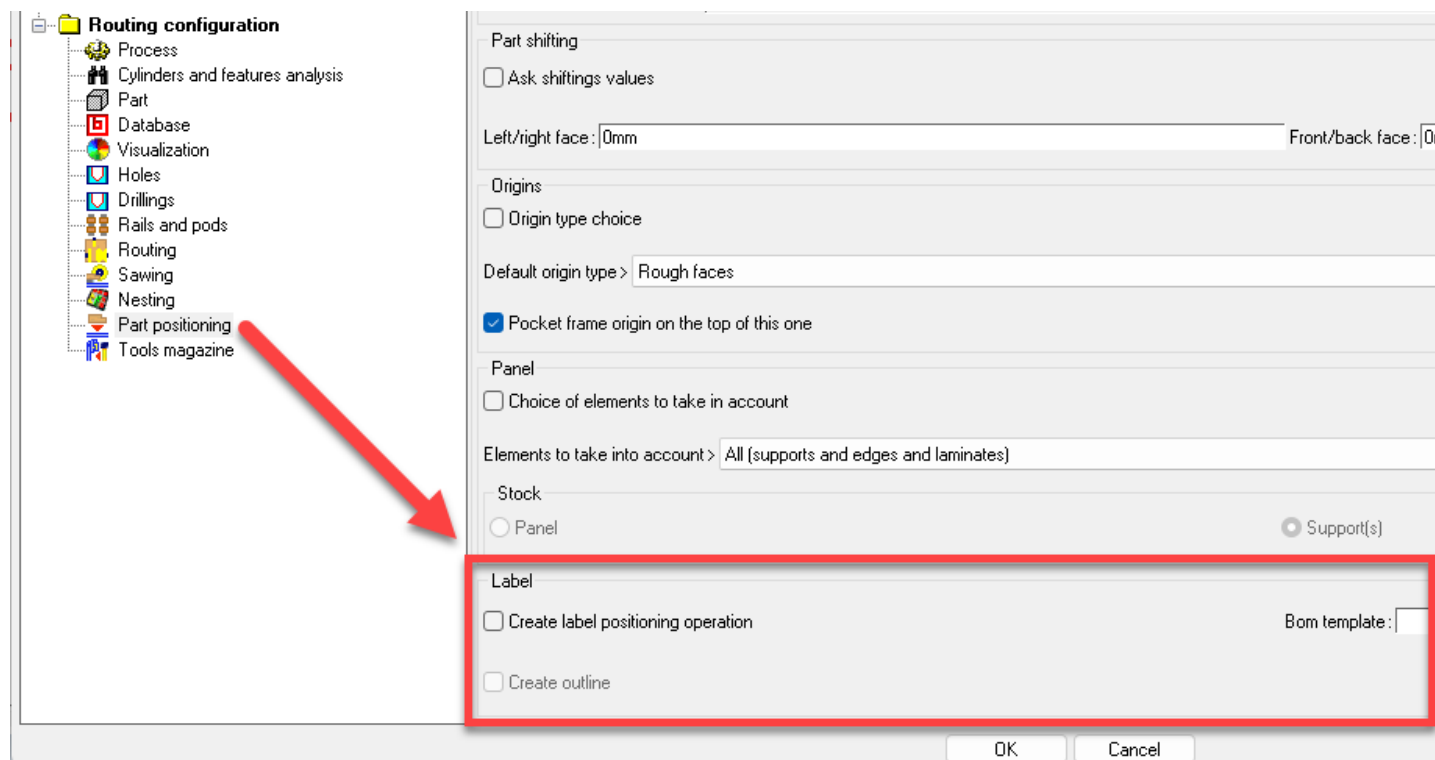 Routing configuration
Process
Cylinders and features analysis
Part
Database
Visualization
Holes
Drillings
Rails and pods
Routing
Sawing
Nesting
Part positioning
Tools magazine
Part shifting
Ask shiftings values
Left/right face : 0mm Front/back face :
Origins
Origin type choice
Default origin type > Rough faces
Pocket frame origin on the top of this one
Panel
Choice of elements to take in account
Elements to take into account > All (supports and edges and laminates)
Stock
Panel Support(s)
Label
Create label positioning operation Bom template :
Create outline
OK Cancel